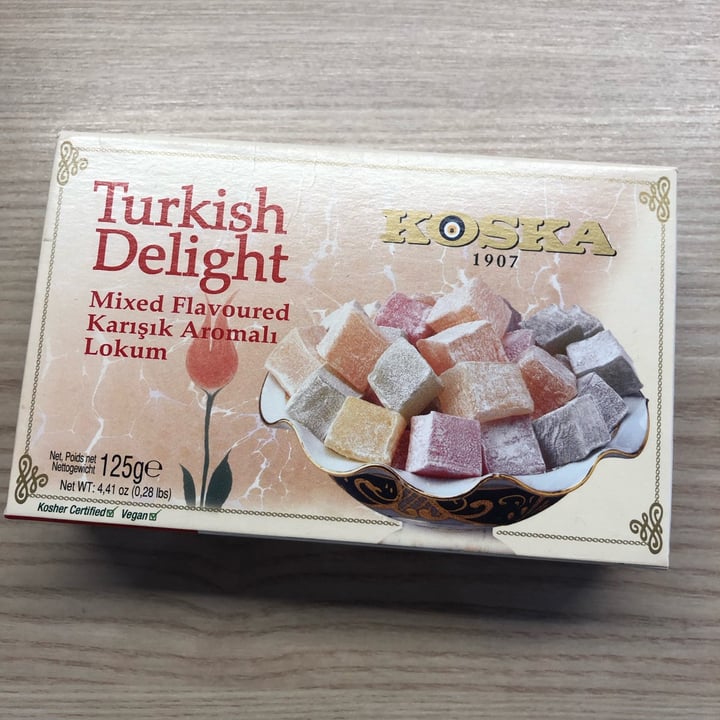 Turkish
Delight
Mixed Flavoured
Karışık Aromalı
Lokum
KOSKA
1907
Net, Poids net
Nettogewicht 125g℮
Net WT: 4,41 oz (0,28 lbs)
Kosher Certified☑ Vegan☑